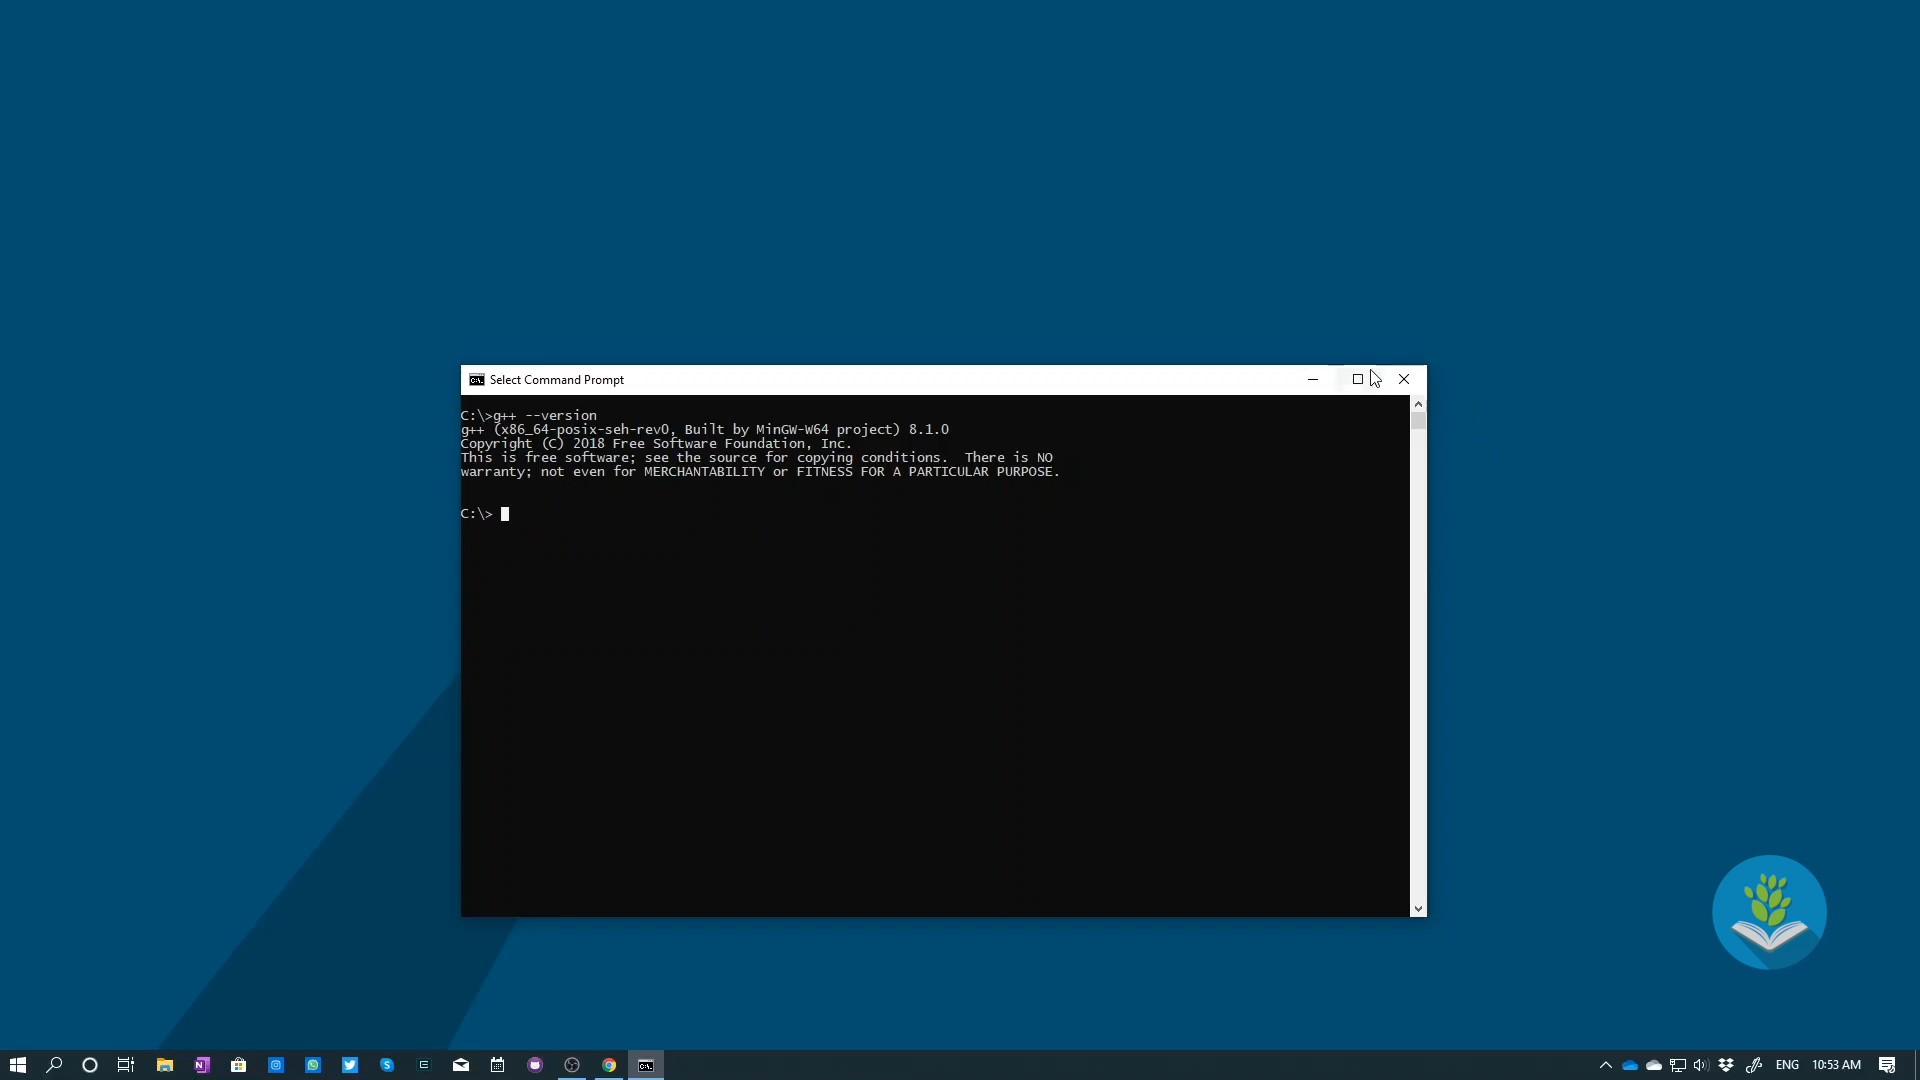 Select Command Prompt
C:\>g++ --version
g++ (x86_64-posix-seh-rev0, Built by MinGW-W64 project) 8.1.0
Copyright (C) 2018 Free Software Foundation, Inc.
This is free software; see the source for copying conditions.  There is NO
warranty; not even for MERCHANTABILITY or FITNESS FOR A PARTICULAR PURPOSE.
C:\>
ENG 10:53 AM